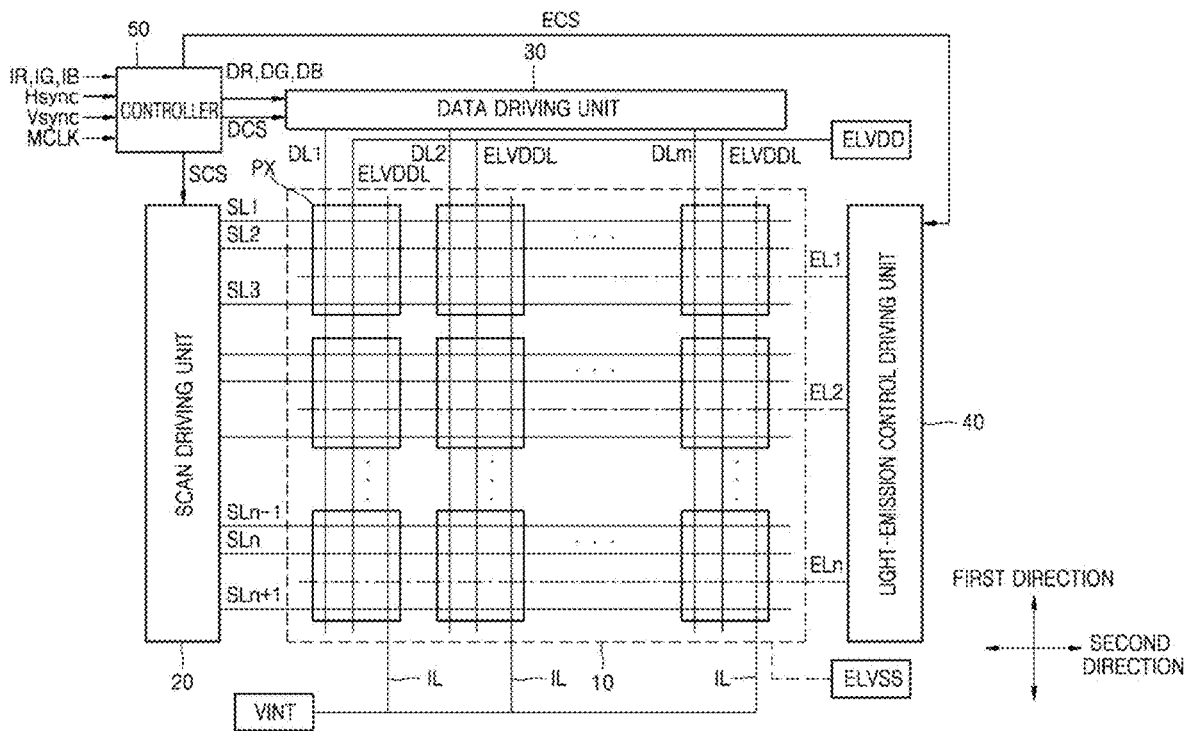 ECS
50
30
IR,IG,IB
DR,DG,DB
Hsync
CONTROLLER
DATA DRIVING UNIT
Vsync
DCS
MCLK
ELVDD
DL1
DL2
ELVDDL
DLm
ELVDDL
SCS
PX
ELVDDL
SL1
SL2
EL1
SL3
SCAN DRIVING UNIT
LIGHT-EMISSION CONTROL DRIVING UNIT
EL2
40
SLn-1
SLn
ELn
SLn+1
FIRST DIRECTION
SECOND
DIRECTION
20
IL
IL
10
IL
ELVSS
VINT